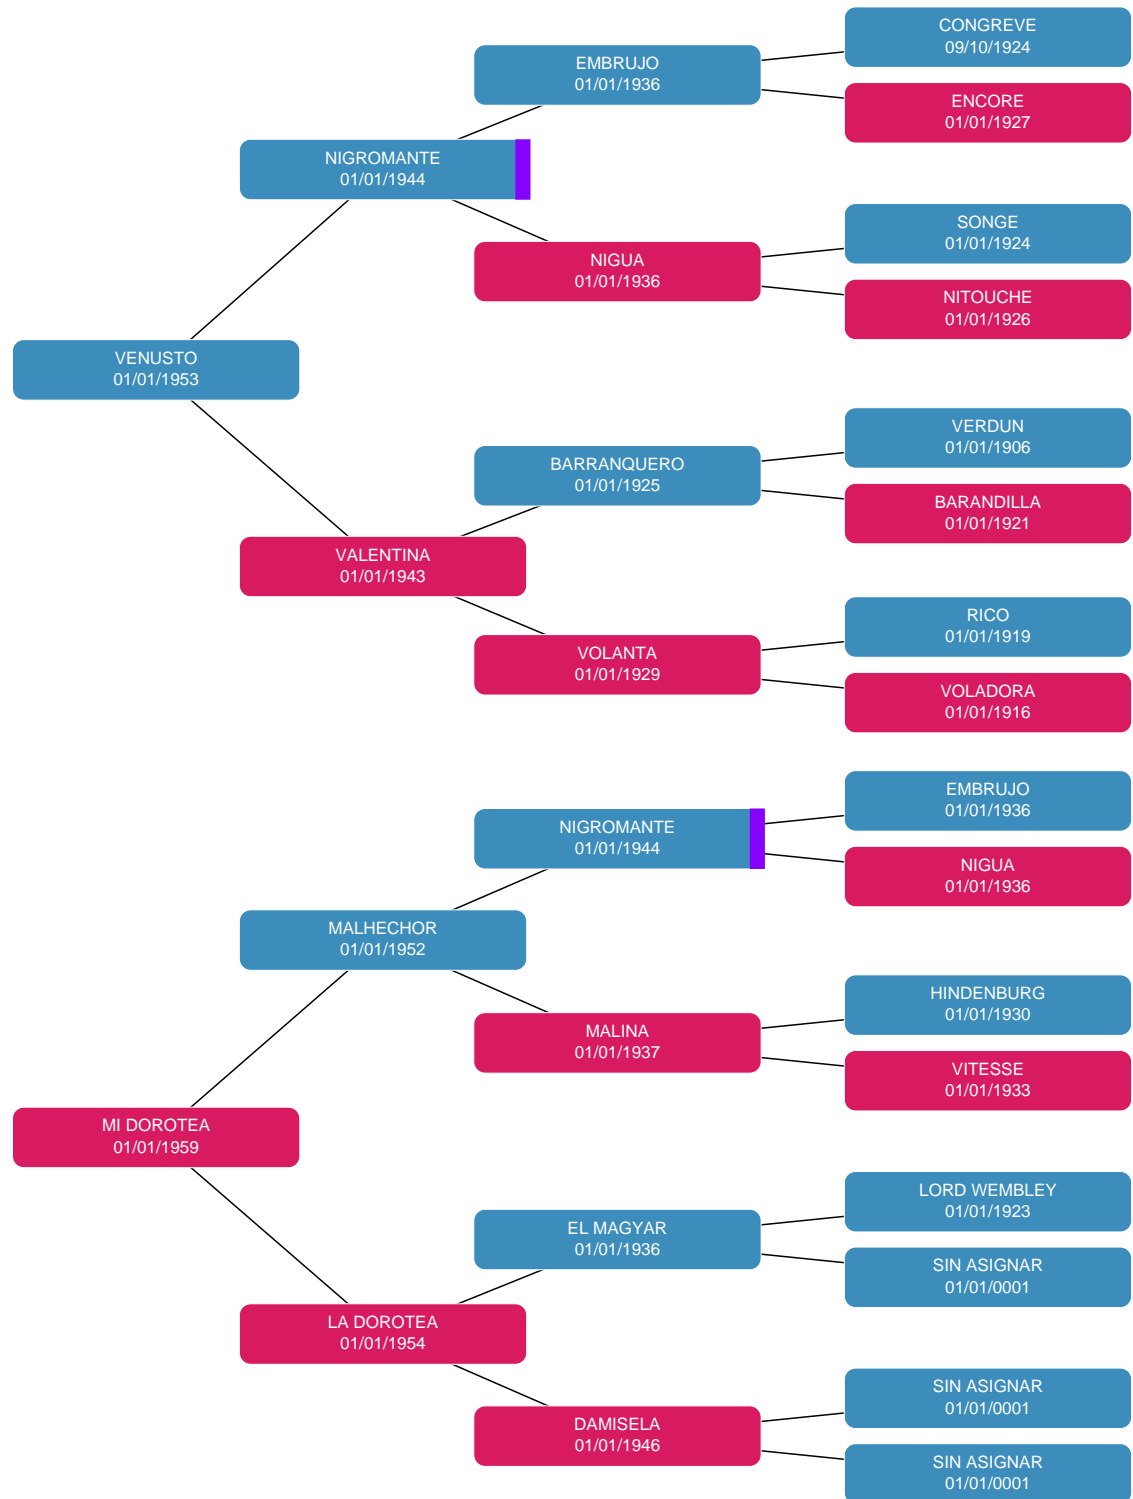 CONGREVE
09/10/1924
EMBRUJO
01/01/1936
ENCORE
01/01/1927
NIGROMANTE
01/01/1944
SONGE
01/01/1924
NIGUA
01/01/1936
NITOUCHE
01/01/1926
VENUSTO
01/01/1953
VERDUN
01/01/1906
BARRANQUERO
01/01/1925
BARANDILLA
01/01/1921
VALENTINA
01/01/1943
RICO
01/01/1919
VOLANTA
01/01/1929
VOLADORA
01/01/1916
EMBRUJO
01/01/1936
NIGROMANTE
01/01/1944
NIGUA
01/01/1936
MALHECHOR
01/01/1952
HINDENBURG
01/01/1930
MALINA
01/01/1937
VITESSE
01/01/1933
MI DOROTEA
01/01/1959
LORD WEMBLEY
01/01/1923
EL MAGYAR
01/01/1936
SIN ASIGNAR
01/01/0001
LA DOROTEA
01/01/1954
SIN ASIGNAR
01/01/0001
DAMISELA
01/01/1946
SIN ASIGNAR
01/01/0001